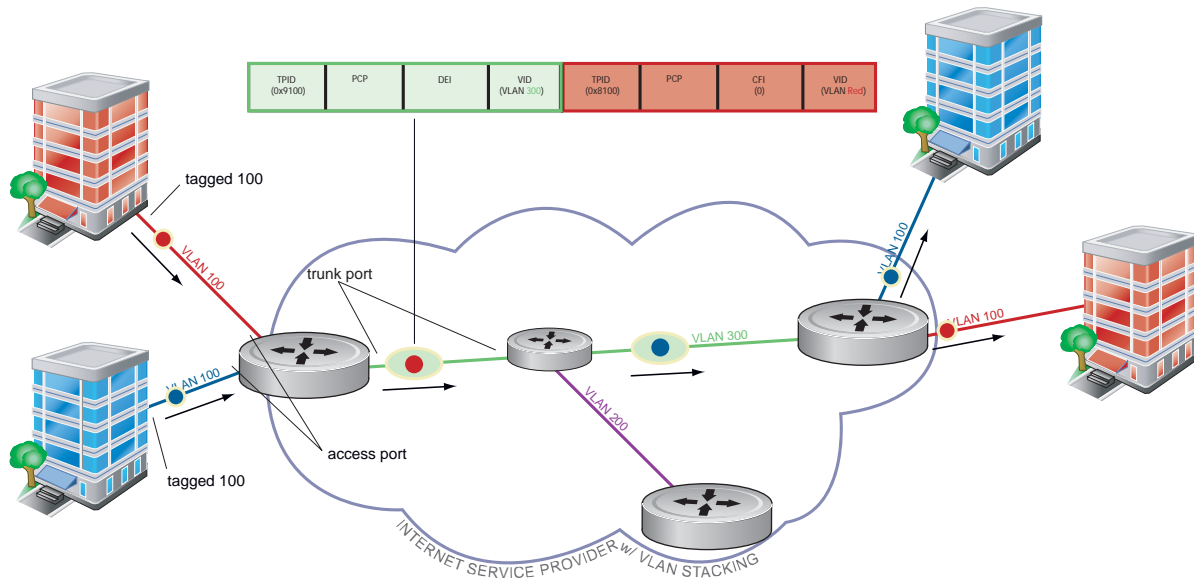 TPID
(0x9100)
PCP
DEI
VID
(VLAN 300)
TPID
(0x8100)
PCP
CFI
(0)
VID
(VLAN Red)
tagged 100
VLAN 100
trunk port
VLAN 100
VLAN 100
VLAN 300
VLAN 100
VLAN 200
access port
tagged 100
INTERNET SERVICE PROVIDER w/ VLAN STACKING